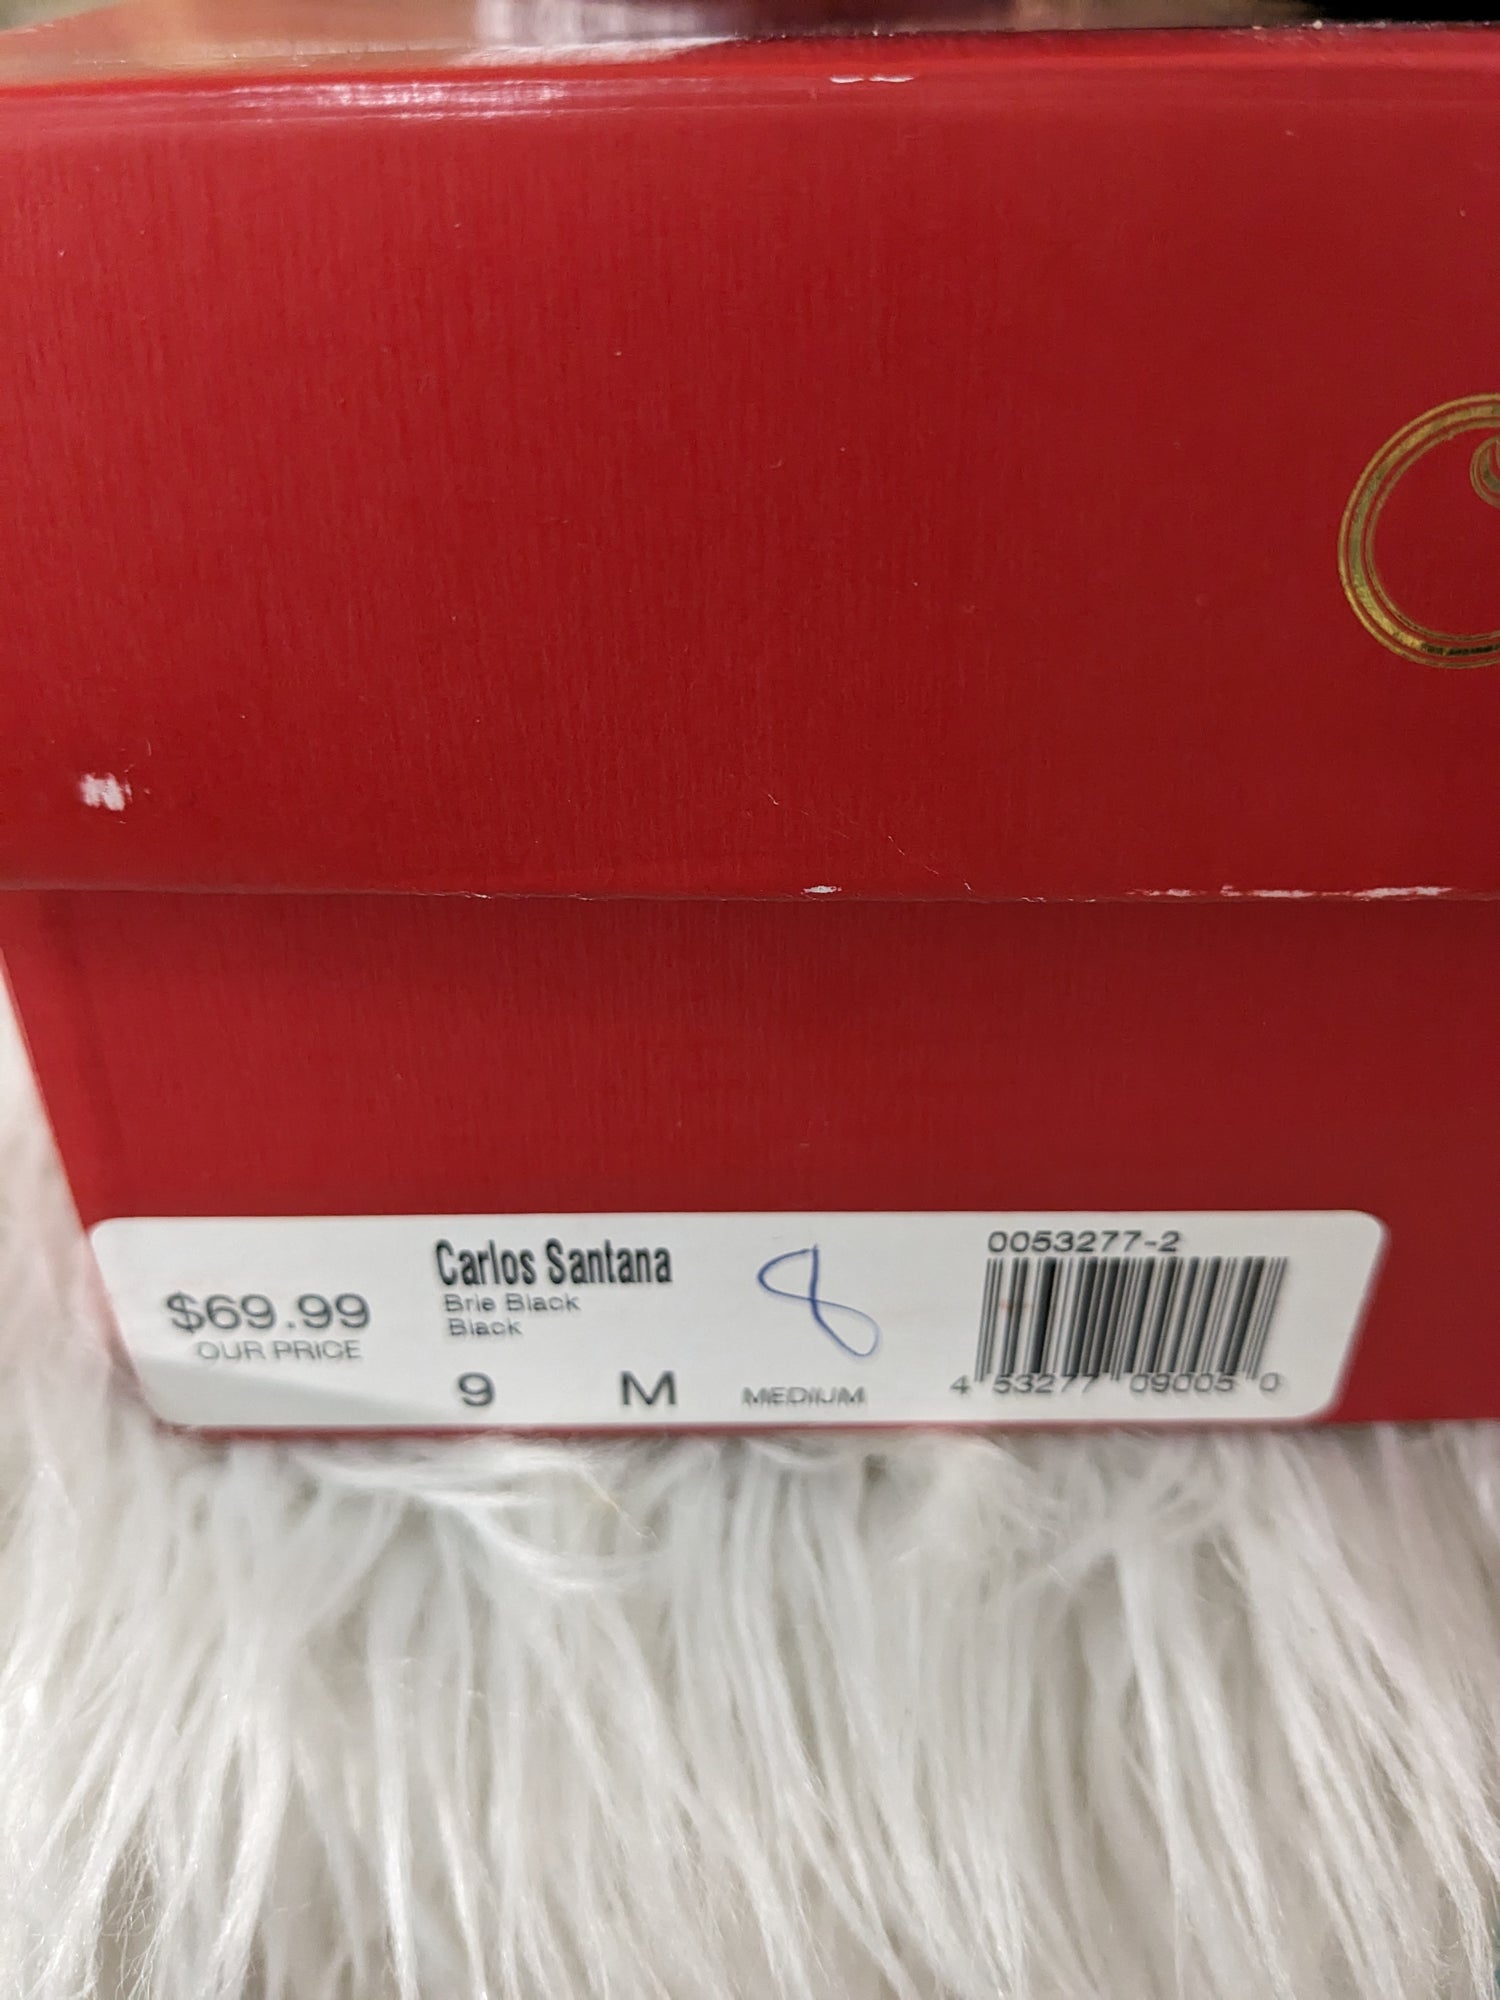 $69.99
OUR PRICE
Carlos Santana
Brie Black
Black
9 M MEDIUM
8
0053277-2
4 53277 09005 0